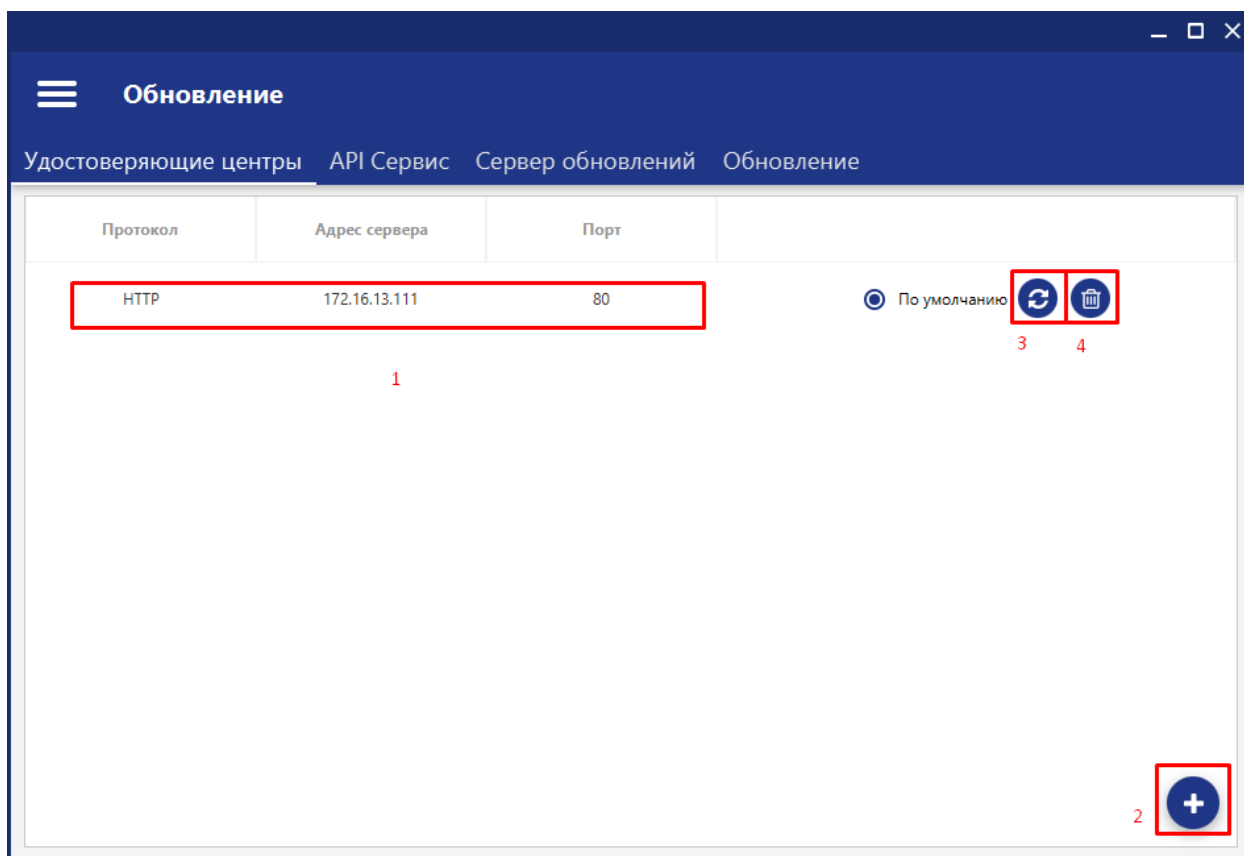 Обновление
Удостоверяющие центры API Сервис Сервер обновлений Обновление
Протокол Адрес сервера Порт
HTTP 172.16.13.111 80 По умолчанию
3 4
1
2